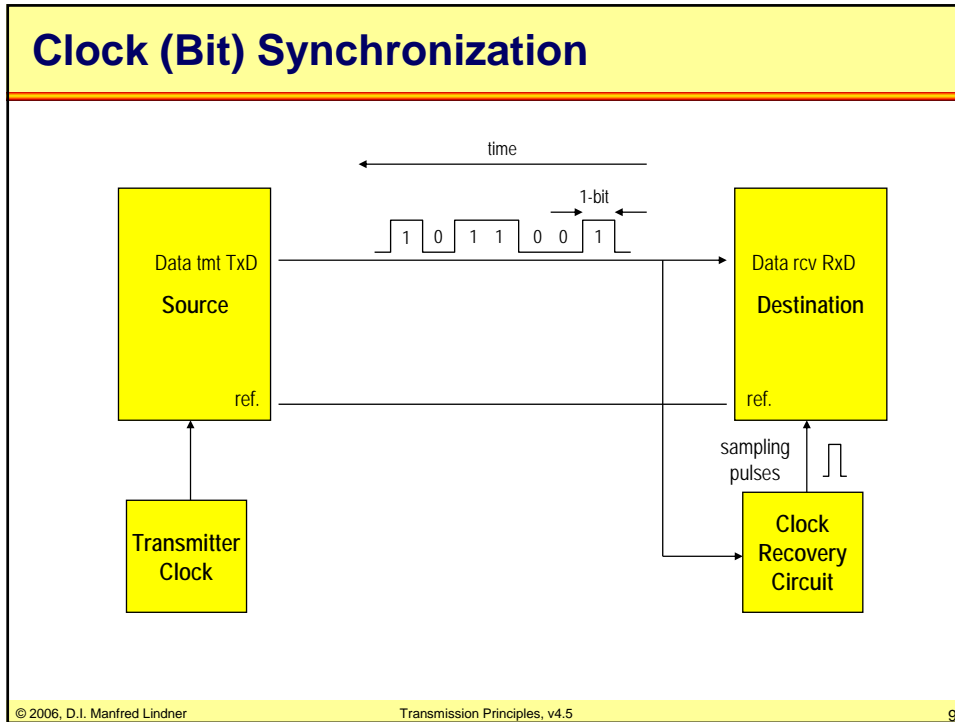 Clock (Bit) Synchronization
time
1-bit
1 0 1 1 0 0 1
Data tmt TxD
Source
ref.
Data rcv RxD
Destination
ref.
sampling
pulses
Transmitter
Clock
Clock
Recovery
Circuit
© 2006, D.I. Manfred Lindner
Transmission Principles, v4.5
9